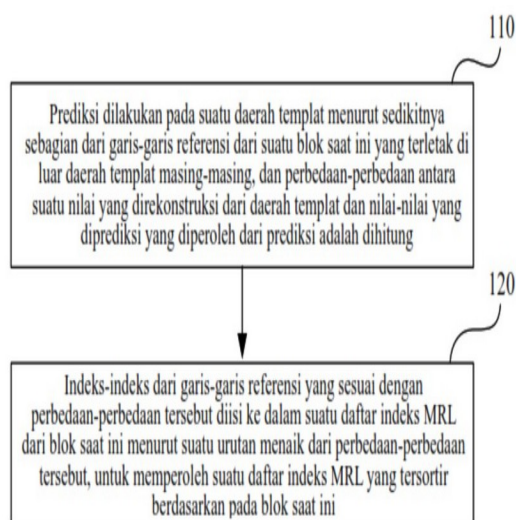 110
Prediksi dilakukan pada suatu daerah templat menurut sedikitnya
sebagian dari garis-garis referensi dari suatu blok saat ini yang terletak di
luar daerah templat masing-masing, dan perbedaan-perbedaan antara
suatu nilai yang direkonstruksi dari daerah templat dan nilai-nilai yang
diprediksi yang diperoleh dari prediksi adalah dihitung
120
Indeks-indeks dari garis-garis referensi yang sesuai dengan
perbedaan-perbedaan tersebut diisi ke dalam suatu daftar indeks MRL
dari blok saat ini menurut suatu urutan menaik dari perbedaan-perbedaan
tersebut, untuk memperoleh suatu daftar indeks MRL yang tersortir
berdasarkan pada blok saat ini